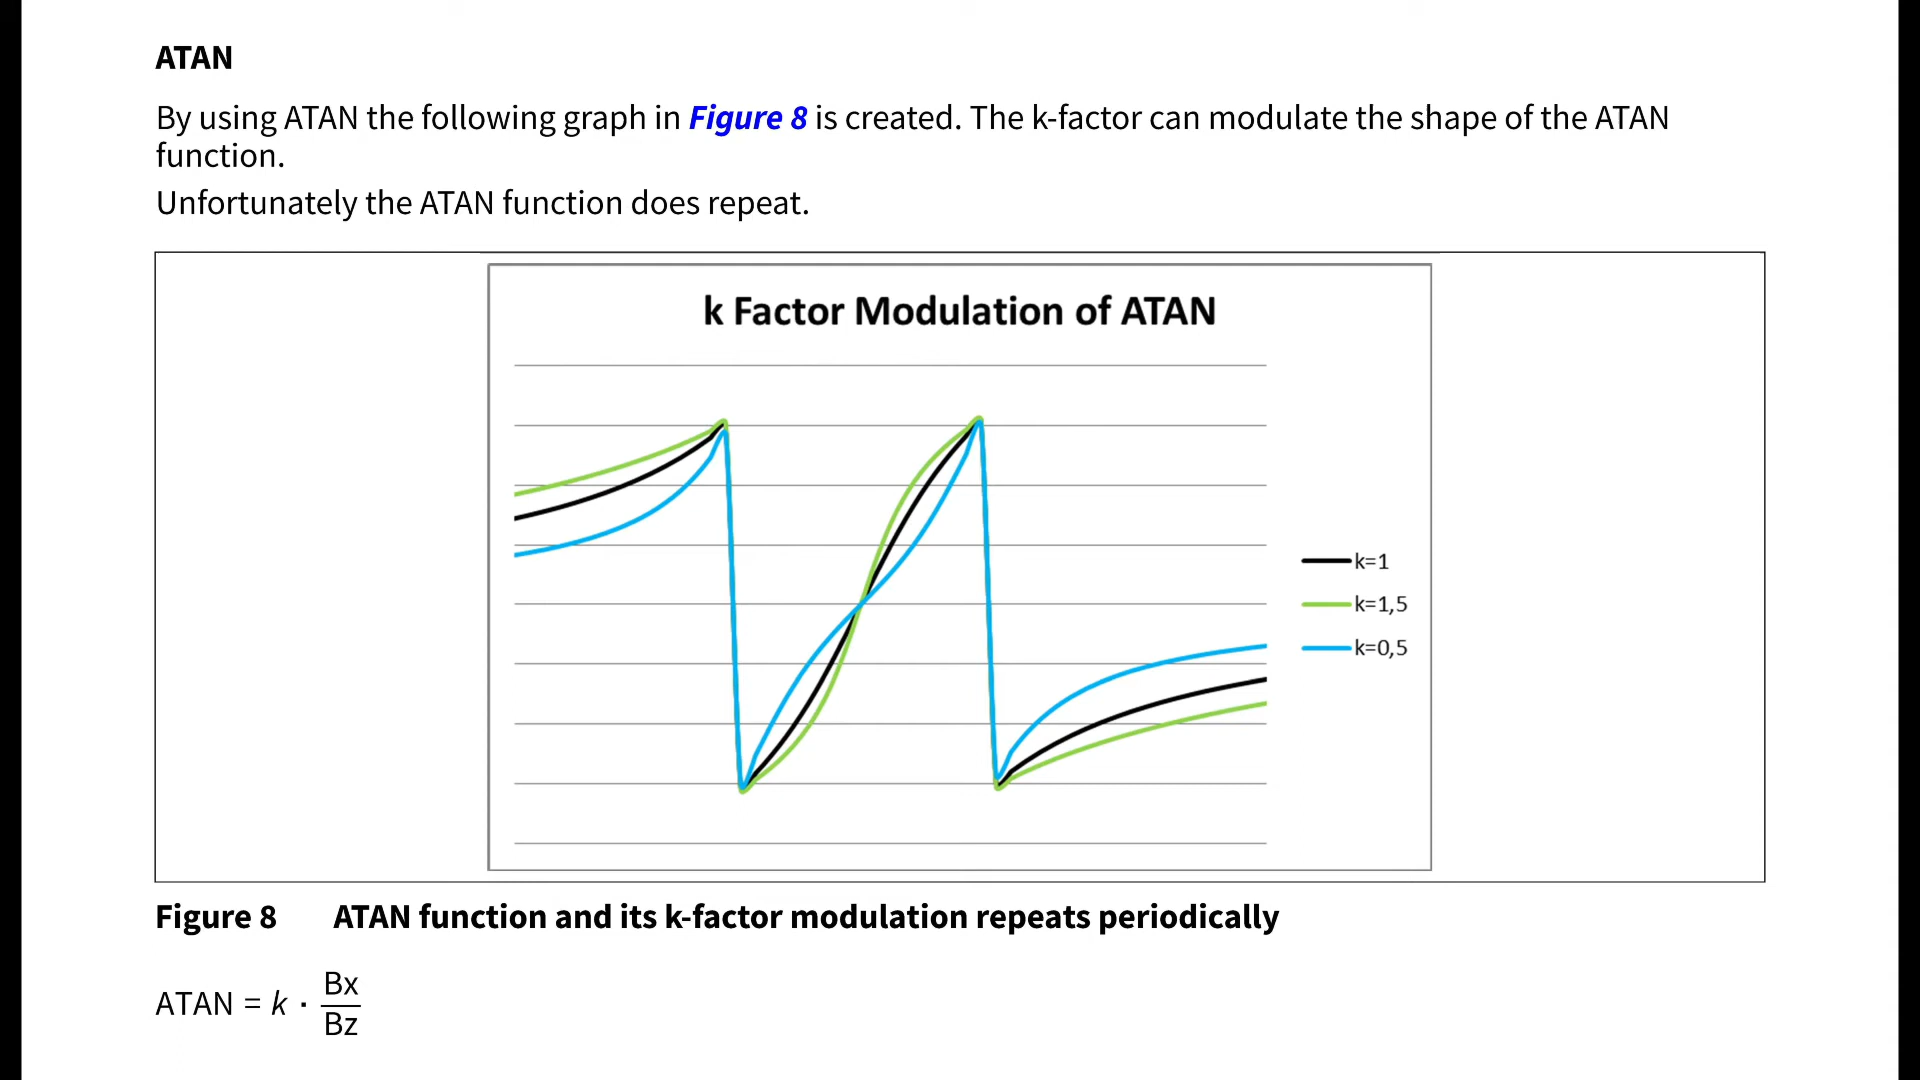 ATAN
By using ATAN the following graph in Figure 8 is created. The k-factor can modulate the shape of the ATAN
function.
Unfortunately the ATAN function does repeat.
k Factor Modulation of ATAN
k=1
k=1,5
k=0,5
Figure 8 ATAN function and its k-factor modulation repeats periodically
ATAN = k · Bx
Bz